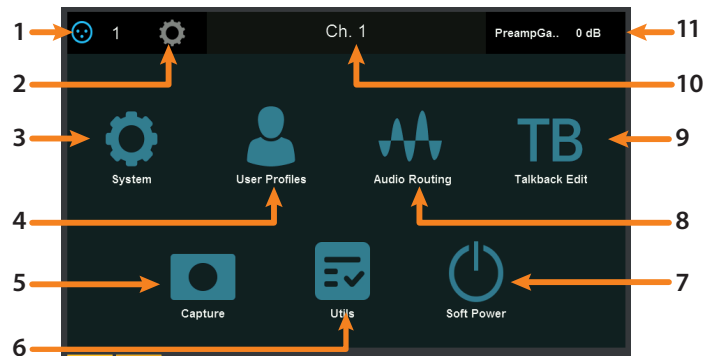 1 1 Ch. 1 PreampGa.. 0 dB 11
2 10
3 TB 9
System User Profiles Audio Routing Talkback Edit
4 8
5 7
Capture Utils Soft Power
6